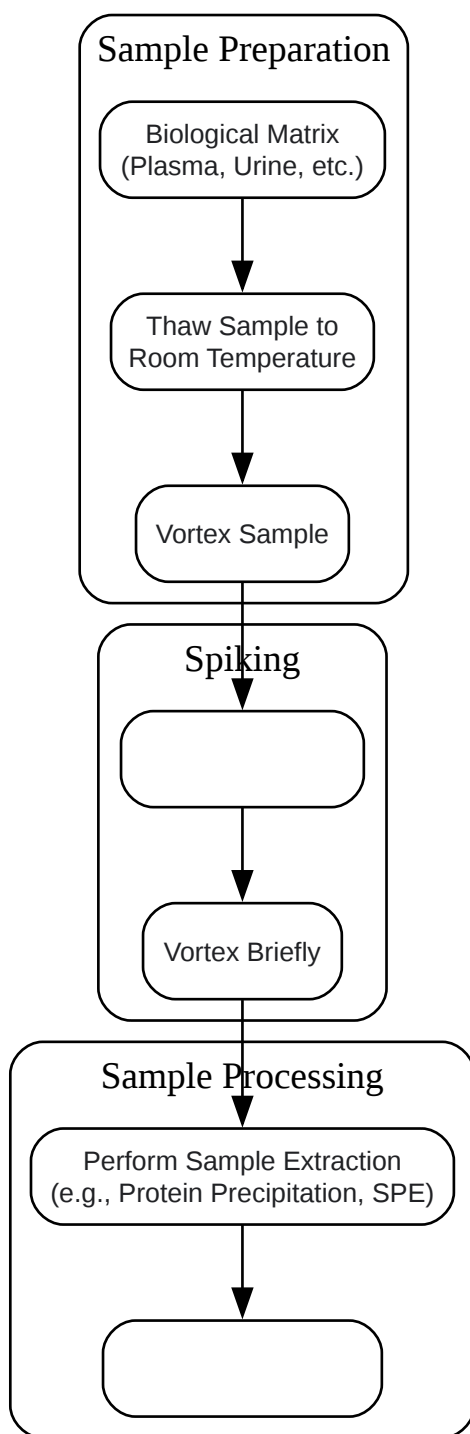 Sample Preparation
Biological Matrix
(Plasma, Urine, etc.)
Thaw Sample to
Room Temperature
Vortex Sample
Spiking
Vortex Briefly
Sample Processing
Perform Sample Extraction
(e.g., Protein Precipitation, SPE)